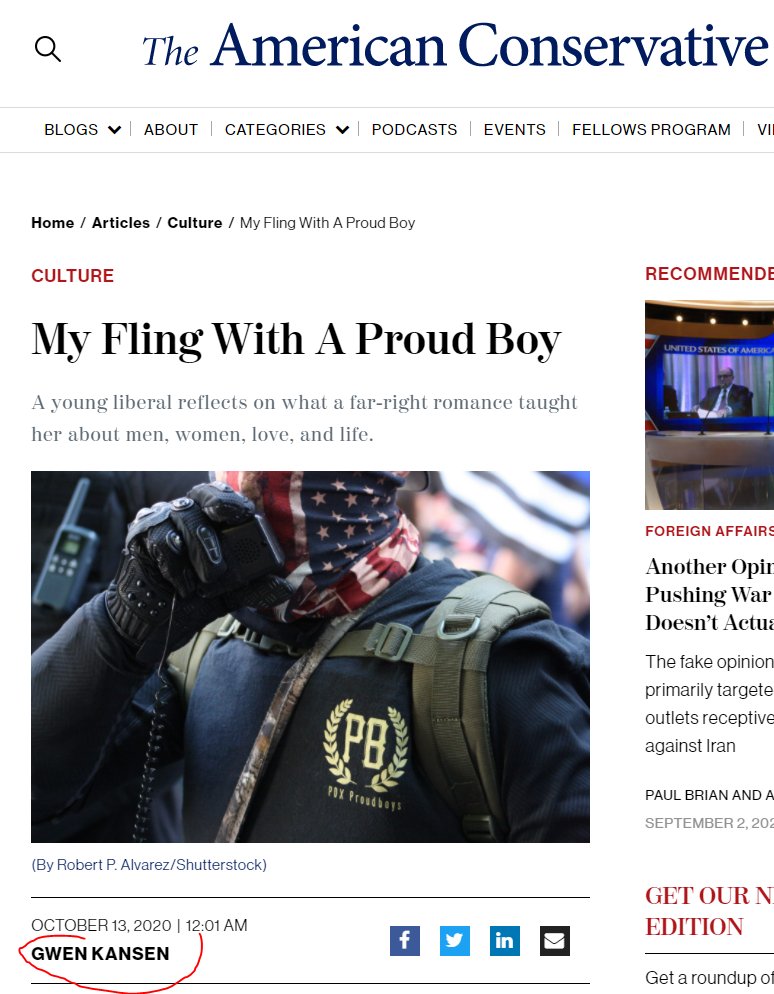 The American Conservative
BLOGS ABOUT CATEGORIES PODCASTS EVENTS FELLOWS PROGRAM
Home / Articles / Culture / My Fling With A Proud Boy
CULTURE
My Fling With A Proud Boy
A young liberal reflects on what a far-right romance taught
her about men, women, love, and life.
PB
PDX Proudboys
(By Robert P. Alvarez/Shutterstock)
OCTOBER 13, 2020 | 12:01 AM
GWEN KANSEN
f in
RECOMMENDE
UNITED STATES OF AMERICA
FOREIGN AFFAIRS
Another Opin
Pushing War
Doesn't Actua
The fake opinion
primarily targete
outlets receptive
against Iran
PAUL BRIAN AND A
SEPTEMBER 2, 202
GET OUR N
EDITION
Get a roundup of